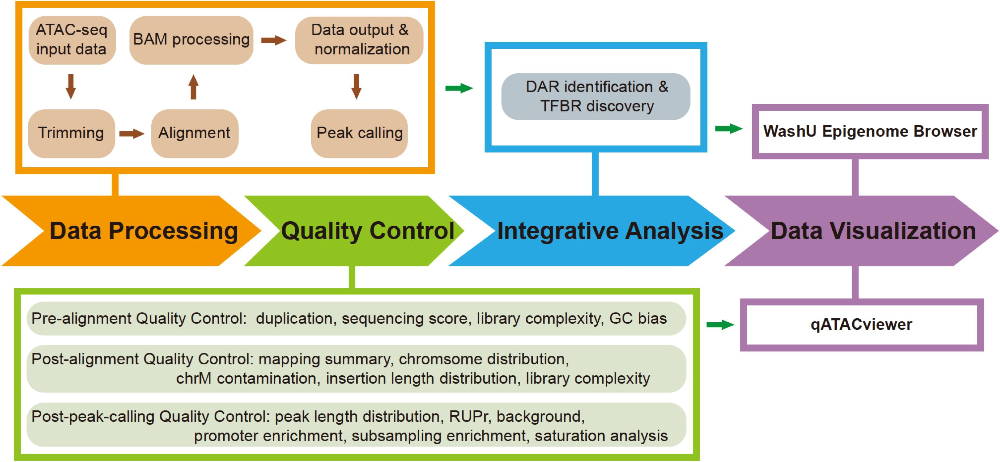 ATAC-seq
input data
BAM processing
Data output &
normalization
Trimming
Alignment
Peak calling
DAR identification &
TFBR discovery
WashU Epigenome Browser
Data Processing
Quality Control
Integrative Analysis
Data Visualization
Pre-alignment Quality Control: duplication, sequencing score, library complexity, GC bias
Post-alignment Quality Control: mapping summary, chromsome distribution,
chrM contamination, insertion length distribution, library complexity
Post-peak-calling Quality Control: peak length distribution, RUPr, background,
promoter enrichment, subsampling enrichment, saturation analysis
qATACviewer